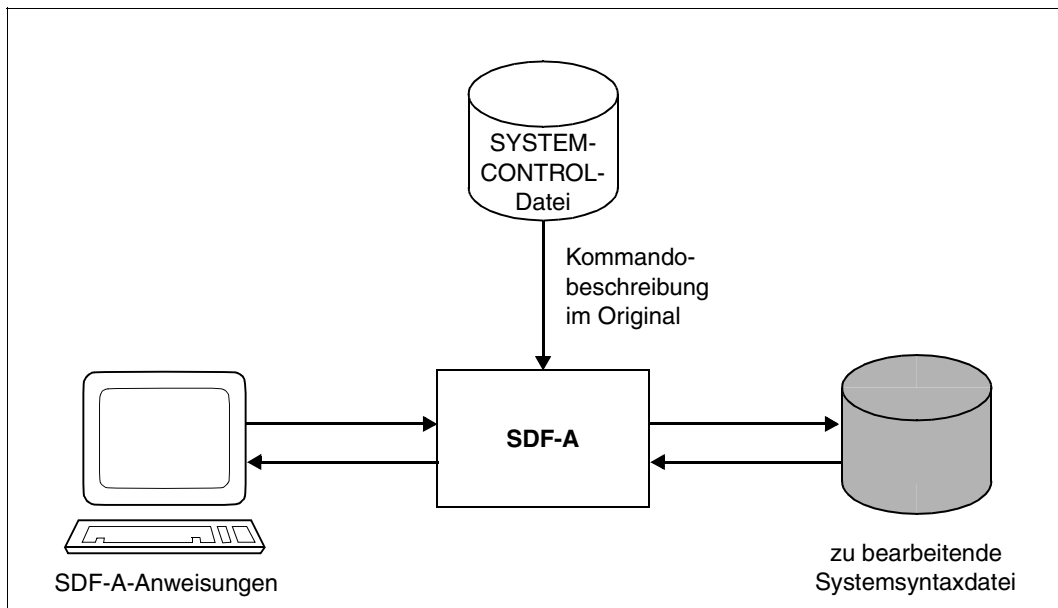 SYSTEM-
CONTROL-
Datei
Kommando-
beschreibung
im Original
SDF-A
SDF-A-Anweisungen
zu bearbeitende
Systemsyntaxdatei